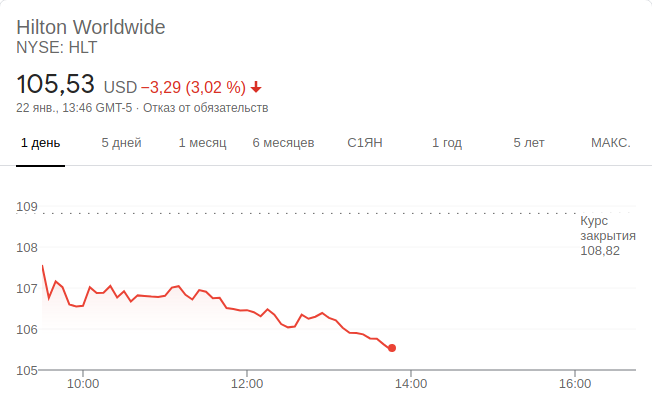 Hilton Worldwide
NYSE: HLT
105,53 USD −3,29 (3,02 %)
22 янв., 13:46 GMT-5 · Отказ от обязательств
1 день 5 дней 1 месяц 6 месяцев С1ЯН 1 год 5 лет МАКС.
109
Курс
закрытия
108,82
108
107
106
105
10:00 12:00 14:00 16:00